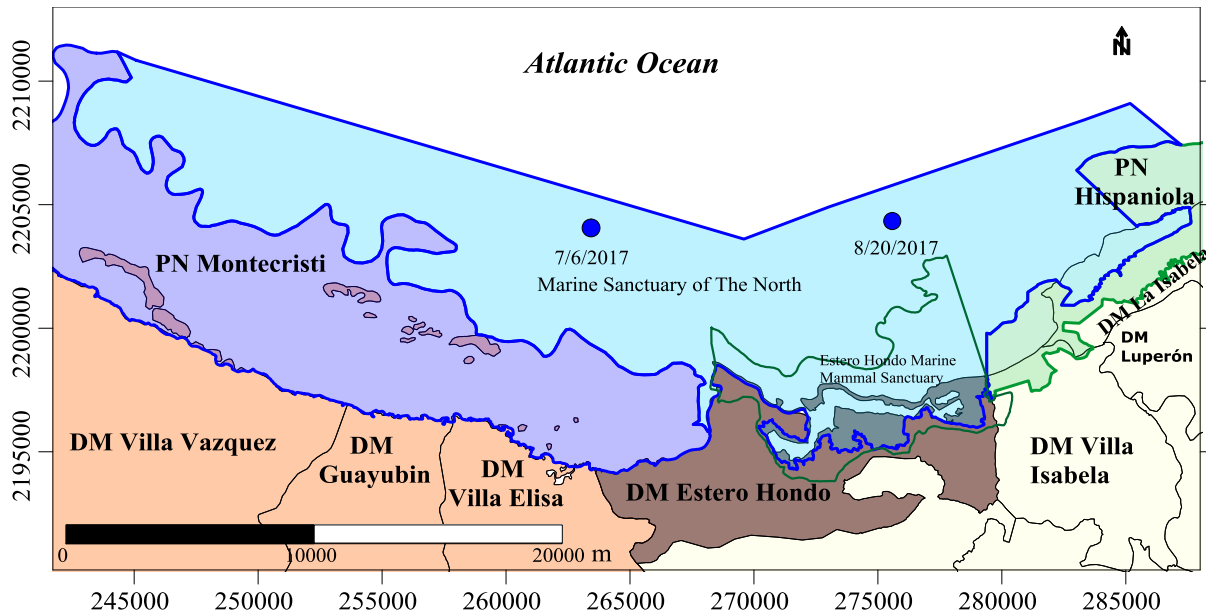 Atlantic Ocean
N
2210000
2205000
2200000
2195000
PN
Hispaniola
7/6/2017
8/20/2017
PN Montecristi
Marine Sanctuary of The North
DM La Isabela
DM
Luperón
Estero Hondo Marine
Mammal Sanctuary
DM Villa Vazquez
DM
Guayubin
DM
Villa Elisa
DM Estero Hondo
DM Villa
Isabela
0
10000
20000 m
245000
250000
255000
260000
265000
270000
275000
280000
285000